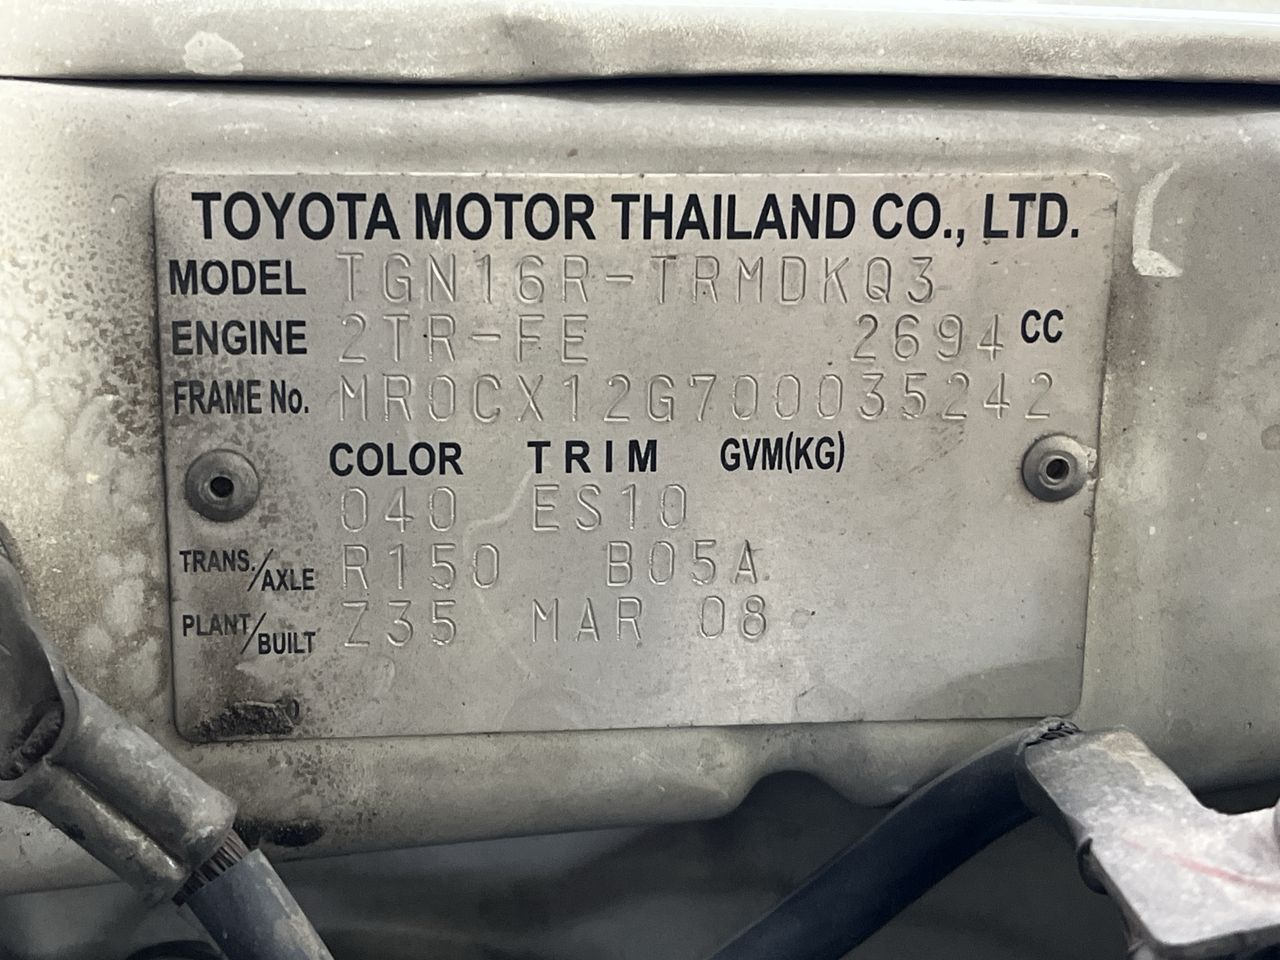 TOYOTA MOTOR THAILAND CO., LTD.
MODEL TGN16R-TRMDKQ3
ENGINE 2TR-FE 2694 CC
FRAME No. MR0CX12G700035242
COLOR TRIM GVM(KG)
040 ES10
TRANS./AXLE R150 B05A
PLANT/BUILT Z35 MAR 08